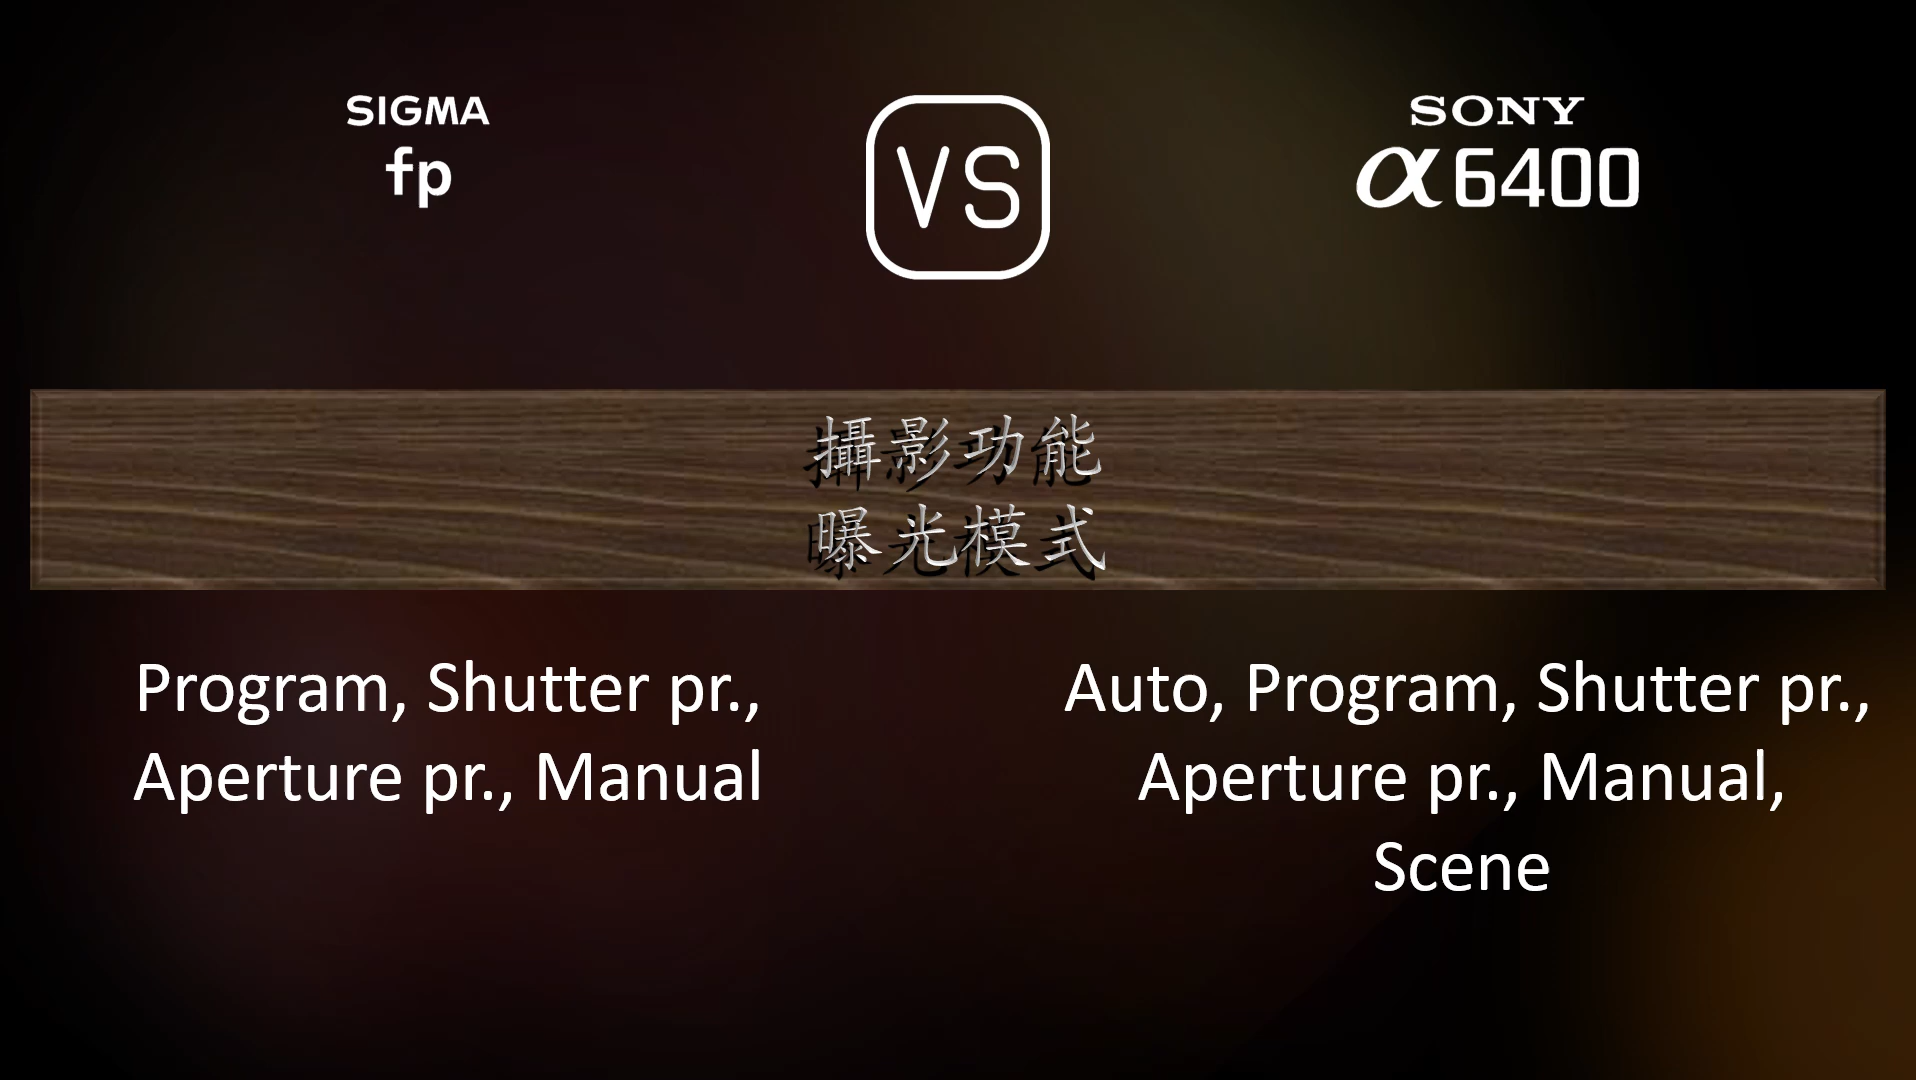 SIGMA
fp
VS
SONY
α6400
攝影功能
曝光模式
Program, Shutter pr.,
Aperture pr., Manual
Auto, Program, Shutter pr.,
Aperture pr., Manual,
Scene